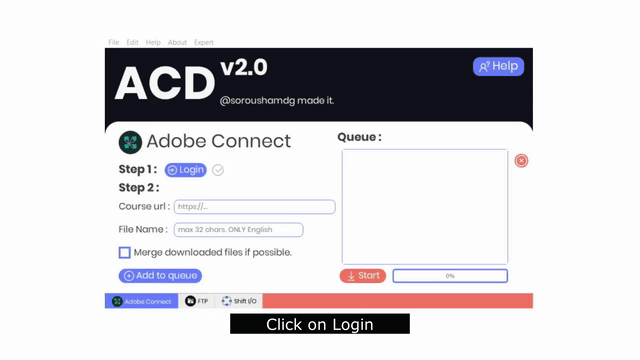 File Edit Help About Expert
ACD v2.0
Help
@soroushamdg made it.
Adobe Connect
Queue :
Step 1 : Login
Step 2 :
Course url : https://..
File Name : max 32 chars. ONLY English
Merge downloaded files if possible.
Add to queue
Start
0%
Adobe Connect FTP Shift I/O
Click on Login